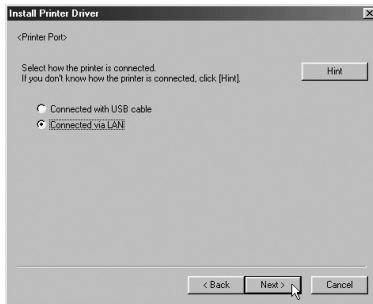 Install Printer Driver
<Printer Port>
Select how the printer is connected.
If you don't know how the printer is connected, click [Hint].
Hint
Connected with USB cable
Connected via LAN
< Back
Next >
Cancel